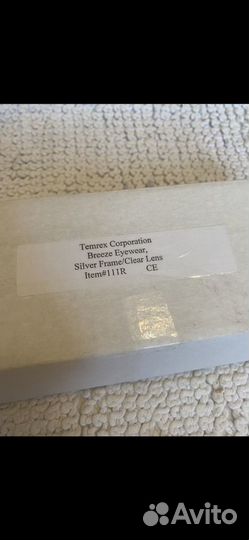 Temrex Corporation
Breeze Eyewear,
Silver Frame/Clear Lens
Item#111R CE
Avito